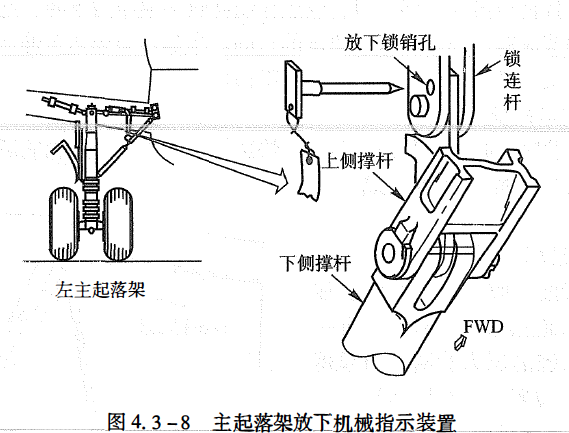 放下锁销孔
锁连杆
上侧撑杆
下侧撑杆
左主起落架
FWD
图 4.3-8 主起落架放下机械指示装置